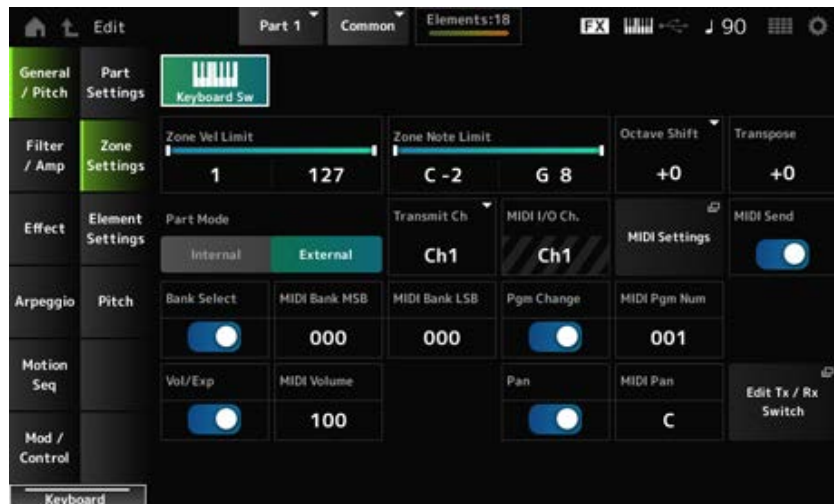 Edit
Part 1
Common
Elements:18
FX
90
General / Pitch
Part Settings
Keyboard Sw
Filter / Amp
Zone Settings
Zone Vel Limit
1
127
Zone Note Limit
C -2
G 8
Octave Shift
+0
Transpose
+0
Effect
Element Settings
Part Mode
Internal
External
Transmit Ch
Ch1
MIDI I/O Ch.
Ch1
MIDI Settings
MIDI Send
Arpeggio
Pitch
Bank Select
MIDI Bank MSB
000
MIDI Bank LSB
000
Pgm Change
MIDI Pgm Num
001
Motion Seq
Vol/Exp
MIDI Volume
100
Pan
MIDI Pan
C
Edit Tx / Rx Switch
Mod / Control
Keyboard